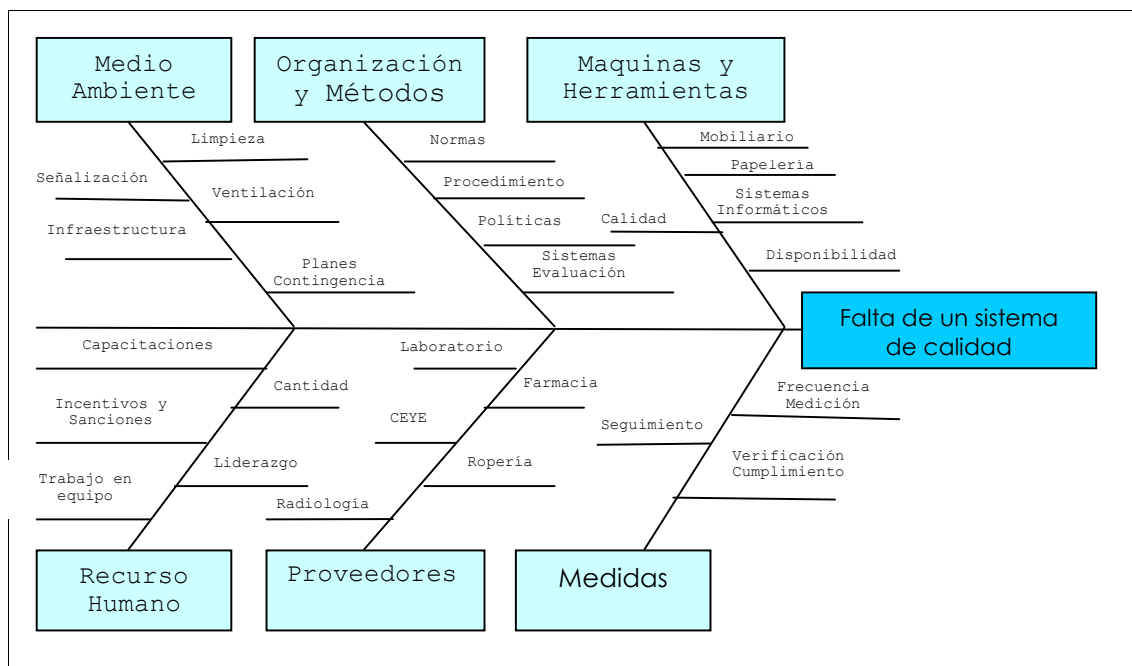 Medio
Ambiente
Organización
y Métodos
Maquinas y
Herramientas
Limpieza
Señalización
Ventilación
Infraestructura
Planes
Contingencia
Normas
Procedimiento
Políticas
Sistemas
Evaluación
Mobiliario
Papelería
Sistemas
Informáticos
Calidad
Disponibilidad
Falta de un sistema
de calidad
Capacitaciones
Cantidad
Incentivos y
Sanciones
Liderazgo
Trabajo en
equipo
Laboratorio
Farmacia
CEYE
Ropería
Radiología
Frecuencia
Medición
Seguimiento
Verificación
Cumplimiento
Recurso
Humano
Proveedores
Medidas